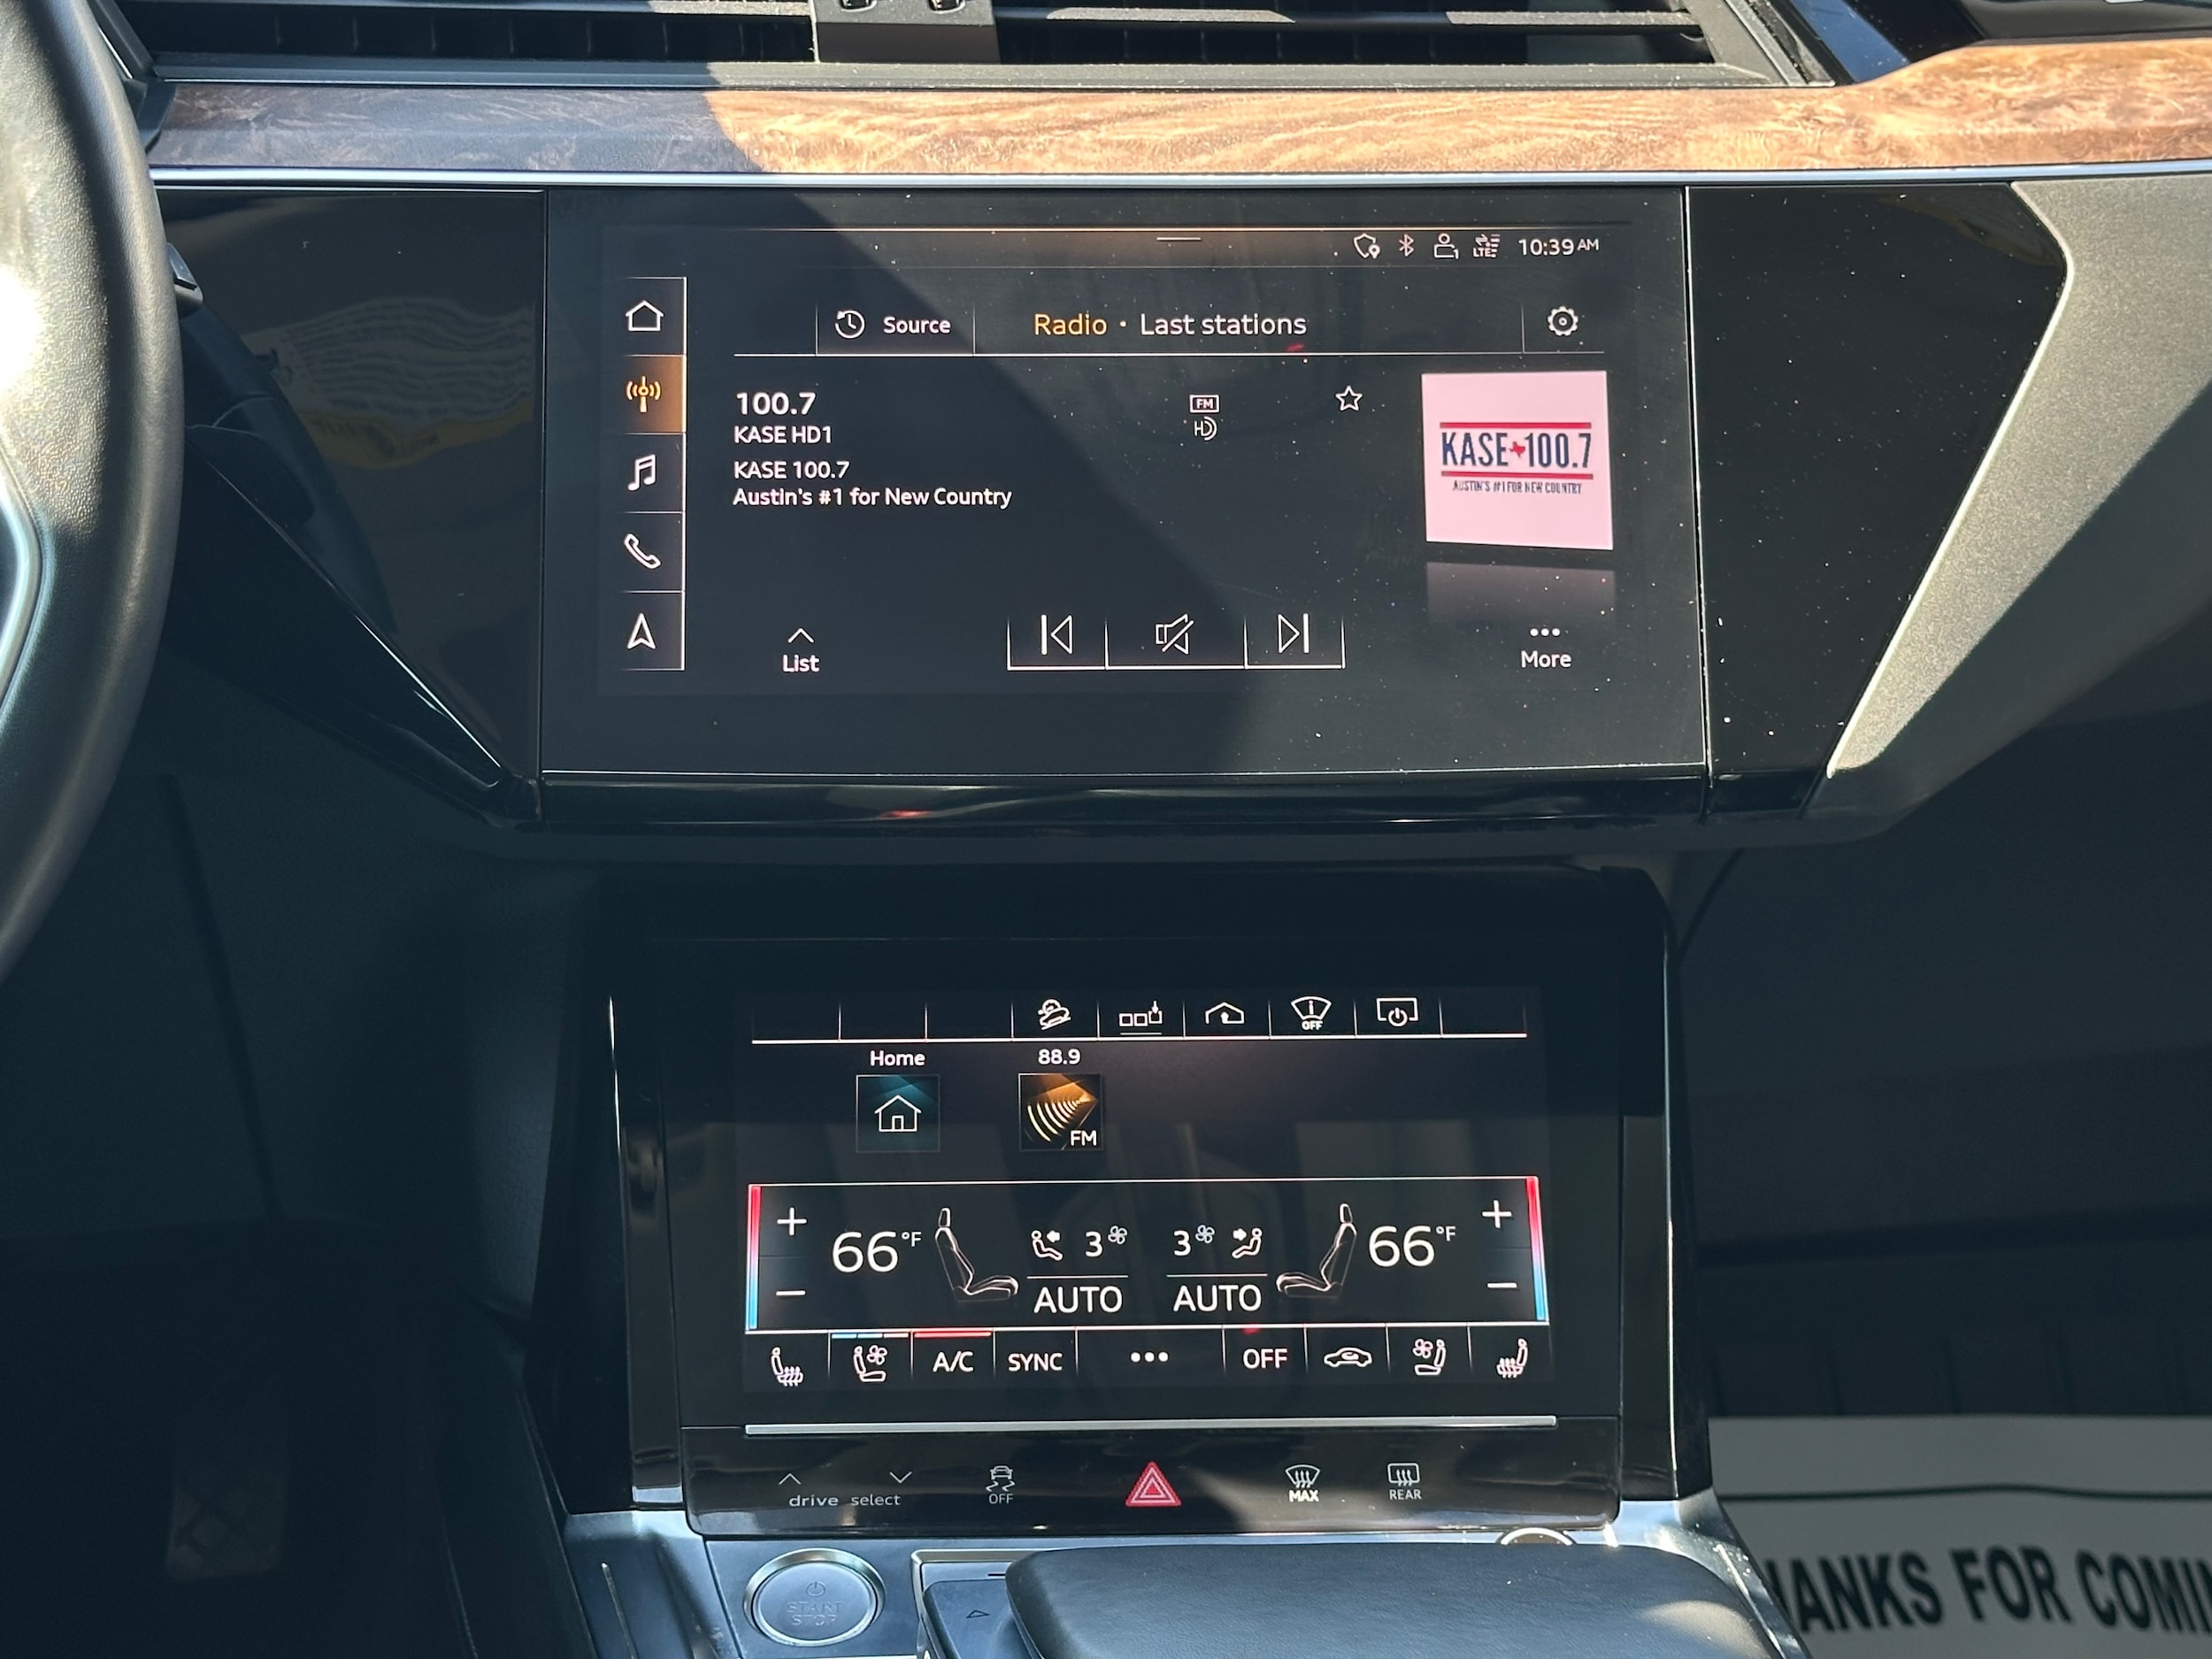 LTE 10:39 AM
Source Radio • Last stations
100.7 FM
KASE HD1 HD
KASE 100.7
Austin's #1 for New Country
KASE 100.7
AUSTIN'S #1 FOR NEW COUNTRY
List More
OFF
Home 88.9
FM
66 °F 3 3 66 °F
AUTO AUTO
A/C SYNC OFF
drive select OFF MAX REAR
START
STOP
FOR